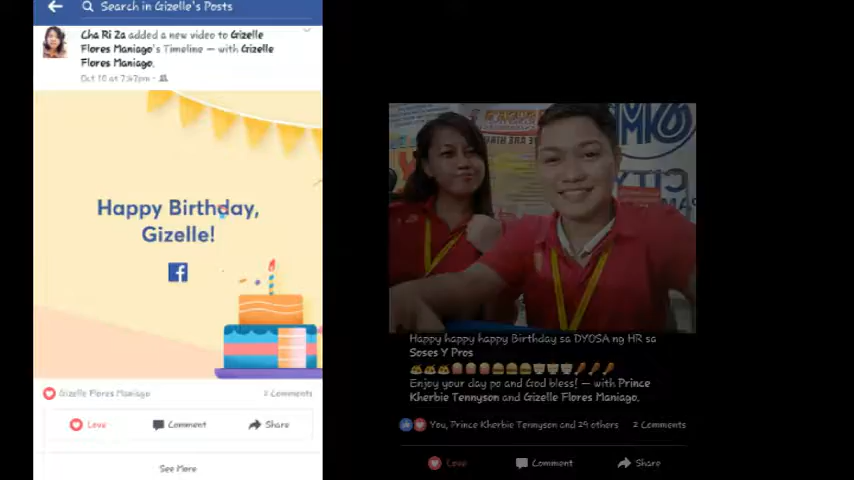 Search in Gizelle's Posts
Cha Ri Za added a new video to Gizelle
Flores Maniago's Timeline — with Gizelle
Flores Maniago.
Oct 10 at 7:47pm
Happy Birthday,
Gizelle!
Gizelle Flores Maniago
2 Comments
Love
Comment
Share
See More
Happy happy happy Birthday sa DYOSA ng HR sa
Soses Y Pros
Enjoy your day po and God bless! — with Prince
Kherbie Tennyson and Gizelle Flores Maniago.
You, Prince Kherbie Tennyson and 29 others
2 Comments
Love
Comment
Share